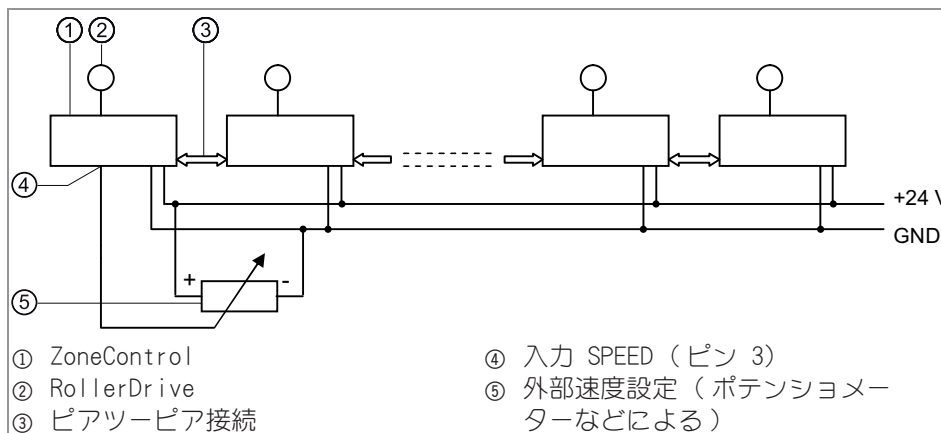 ① ② ③
④
+24 V
GND
+ -
⑤
① ZoneControl
② RollerDrive
③ ピアツーピア接続
④ 入力 SPEED（ピン 3）
⑤ 外部速度設定（ポテンショメー
ターなどによる）